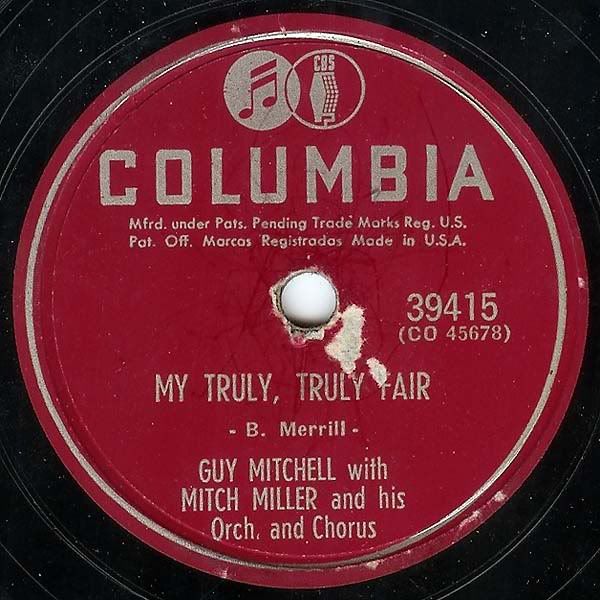 CBS
COLUMBIA
Mfrd. under Pats. Pending Trade Marks Reg. U.S.
Pat. Off. Marcas Registradas Made in U.S.A.
39415
(CO 45678)
MY TRULY, TRULY FAIR
- B. Merrill -
GUY MITCHELL with
MITCH MILLER and his
Orch. and Chorus